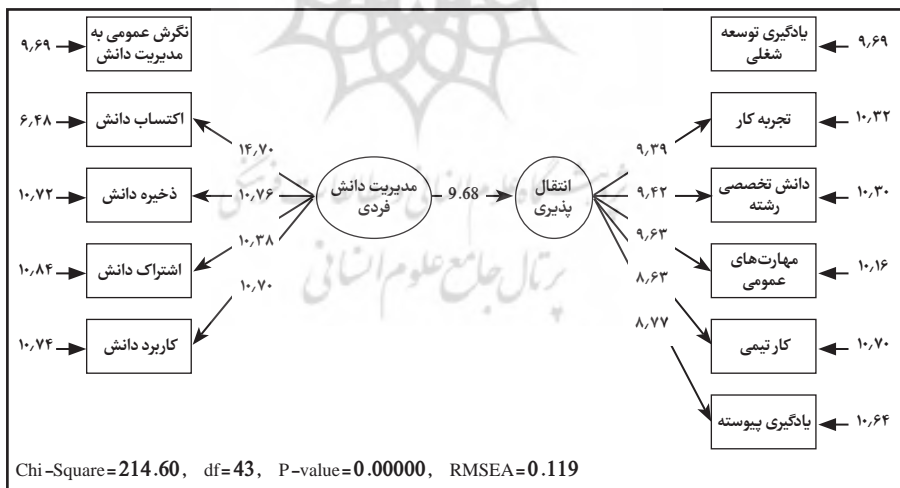 نگرش عمومی به
مدیریت دانش
۹٫۶۹
اکتساب دانش
۶٫۴۸
ذخیره دانش
۱۰٫۷۲
اشتراک دانش
۱۰٫۸۴
کاربرد دانش
۱۰٫۷۴
۱۴٫۷۰
۱۰٫۷۶
۱۰٫۳۸
۱۰٫۷۰
مدیریت دانش
فردی
9.68
انتقال
پذیری
۹٫۳۹
۹٫۴۲
۹٫۶۳
۸٫۶۳
۸٫۷۷
یادگیری توسعه
شغلی
۹٫۶۹
تجربه کار
۱۰٫۳۲
دانش تخصصی
رشته
۱۰٫۳۰
مهارت‌های
عمومی
۱۰٫۱۶
کار تیمی
۱۰٫۷۰
یادگیری پیوسته
۱۰٫۶۴
پرتال جامع علوم انسانی
Chi-Square=214.60, df=43, P-value=0.00000, RMSEA=0.119